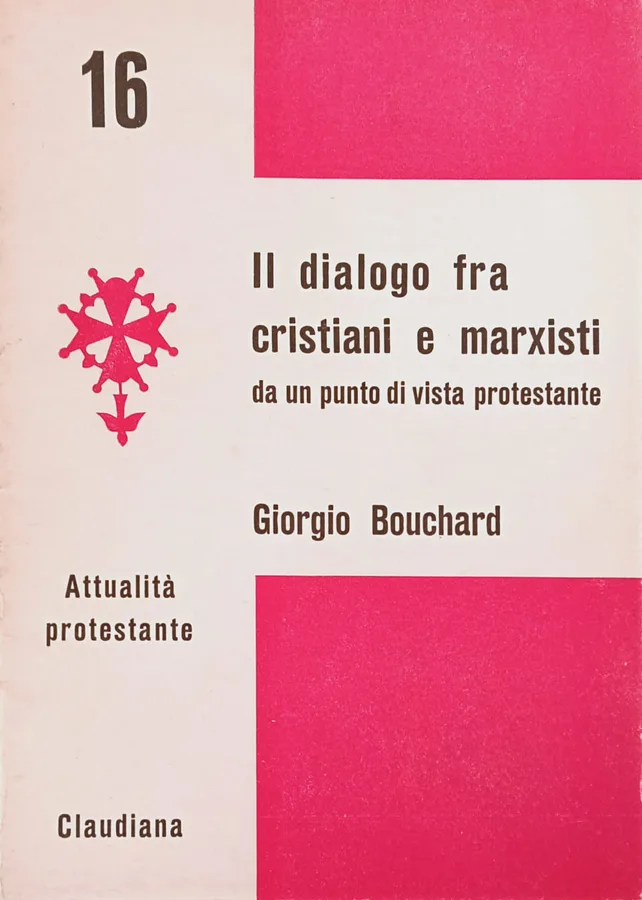 16
Il dialogo fra
cristiani e marxisti
da un punto di vista protestante
Giorgio Bouchard
Attualità
protestante
Claudiana